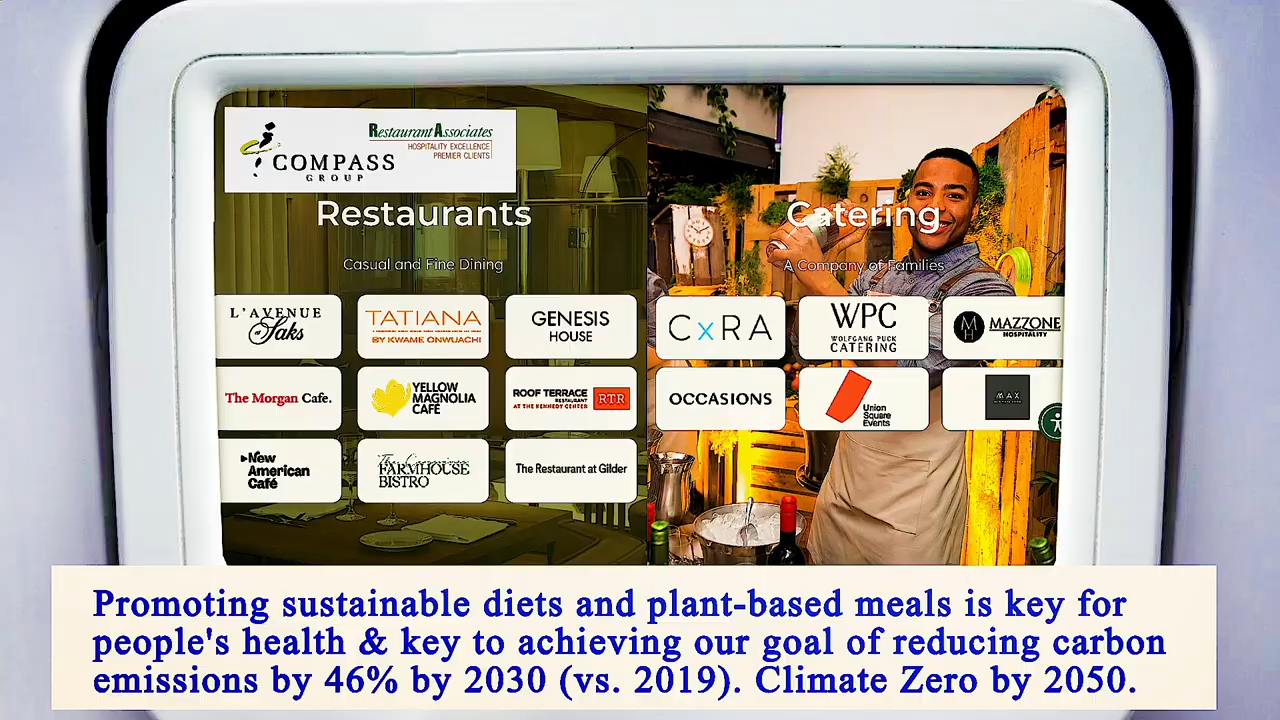 COMPASS
GROUP
RESTAURANT ASSOCIATES
HOSPITALITY EXCELLENCE
PREMIER CLIENTS
Restaurants
Casual and Fine Dining
L'AVENUE
Saks
TATIANA
BY KWAME ONWUACHI
GENESIS
HOUSE
The Morgan Cafe.
YELLOW
MAGNOLIA
CAFÉ
ROOF TERRACE
RESTAURANT
AT THE KENNEDY CENTER
RTR
New
American
Café
FARMHOUSE
BISTRO
The Restaurant at Gilder
Catering
A Company of Families
CxRA
WPC
WOLFGANG PUCK
CATERING
MH
MAZZONE
HOSPITALITY
OCCASIONS
Union
Square
Events
MAX
Promoting sustainable diets and plant-based meals is key for
people's health & key to achieving our goal of reducing carbon
emissions by 46% by 2030 (vs. 2019). Climate Zero by 2050.